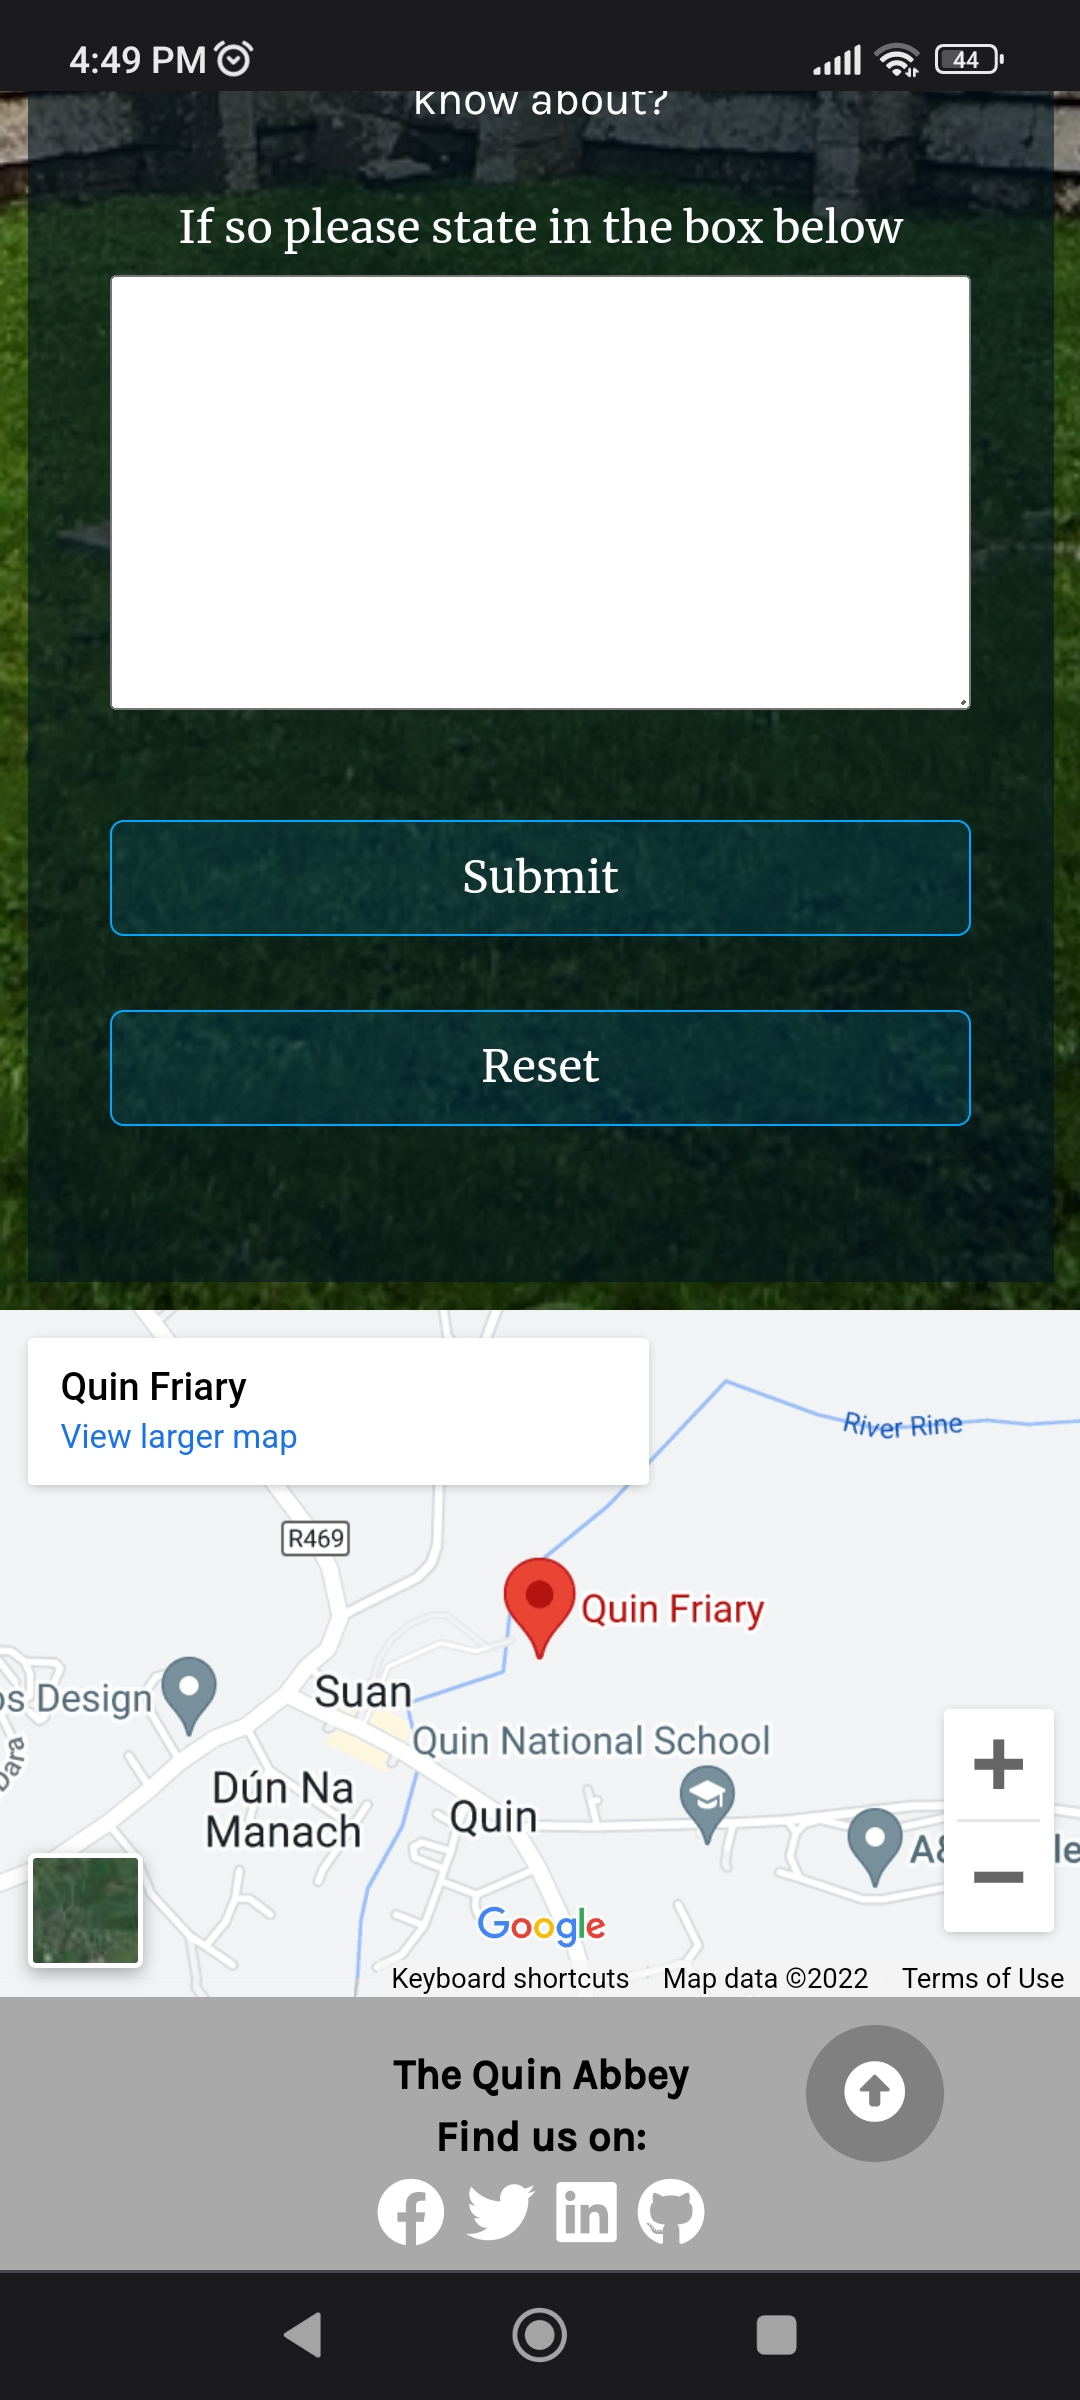 4:49 PM
44
know about?
If so please state in the box below
Submit
Reset
Quin Friary
View larger map
River Rine
R469
Quin Friary
os Design
Suan
Dara
Quin National School
Dún Na
Manach
Quin
Google
Keyboard shortcuts Map data ©2022 Terms of Use
The Quin Abbey
Find us on: